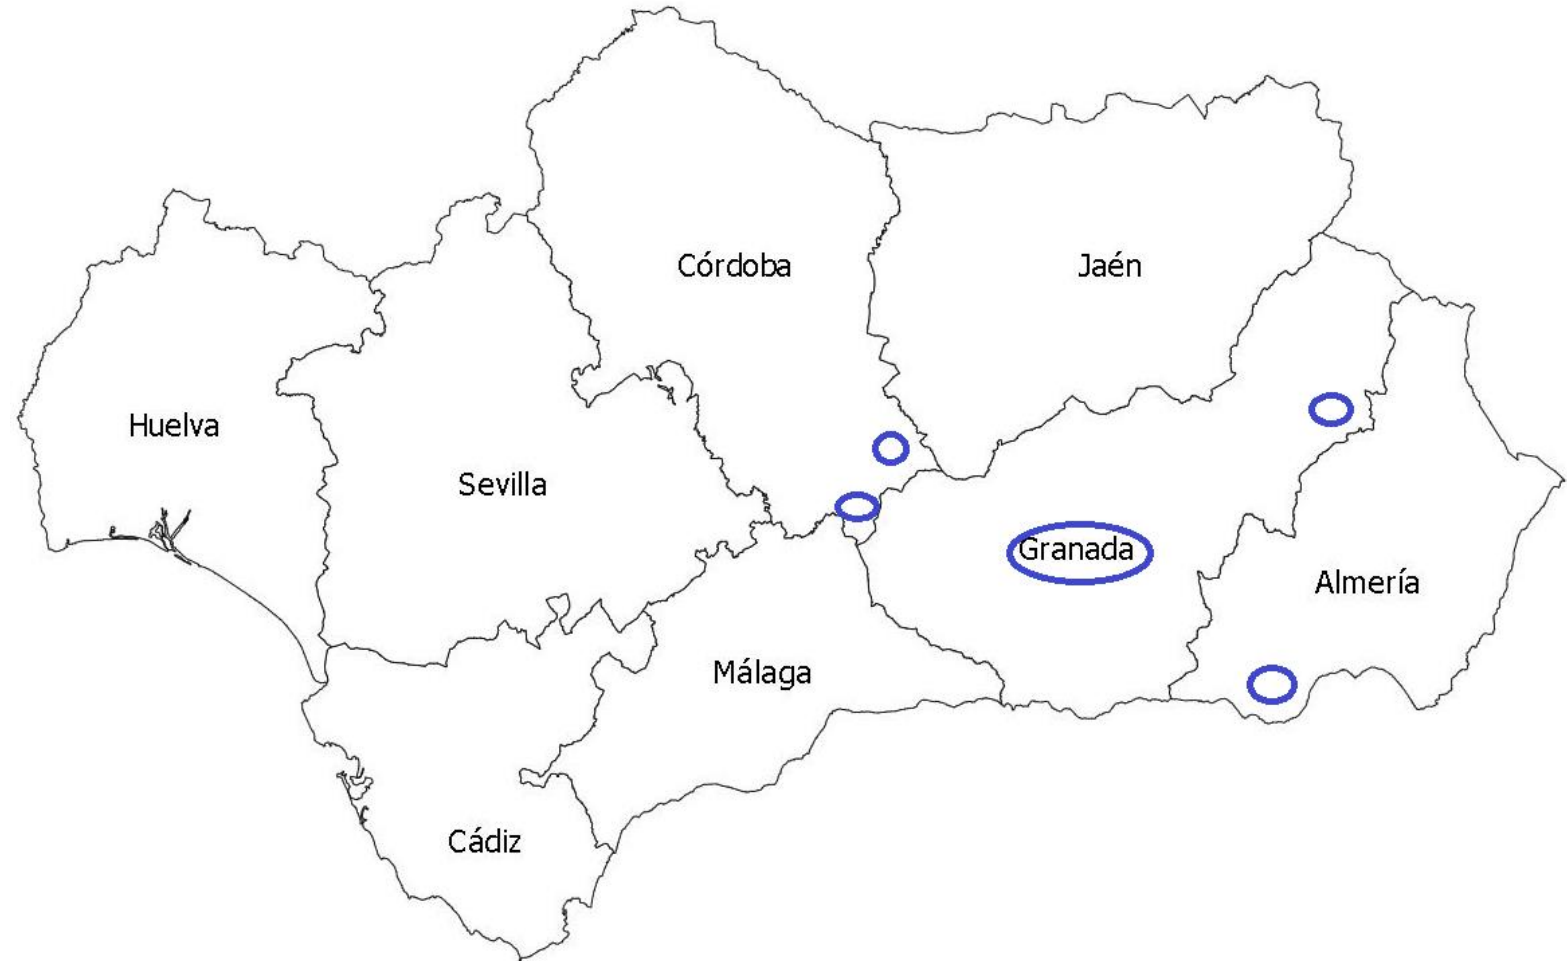 Córdoba
Jaén
Huelva
Sevilla
Granada
Almería
Málaga
Cádiz